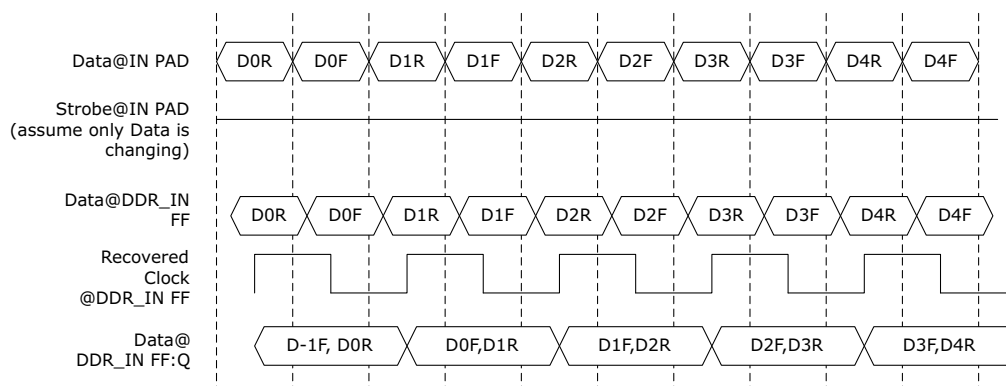 Data@IN PAD
D0R D0F D1R D1F D2R D2F D3R D3F D4R D4F
Strobe@IN PAD
(assume only Data is
changing)
Data@DDR_IN
FF
D0R D0F D1R D1F D2R D2F D3R D3F D4R D4F
Recovered
Clock
@DDR_IN FF
Data@
DDR_IN FF:Q
D-1F, D0R D0F,D1R D1F,D2R D2F,D3R D3F,D4R